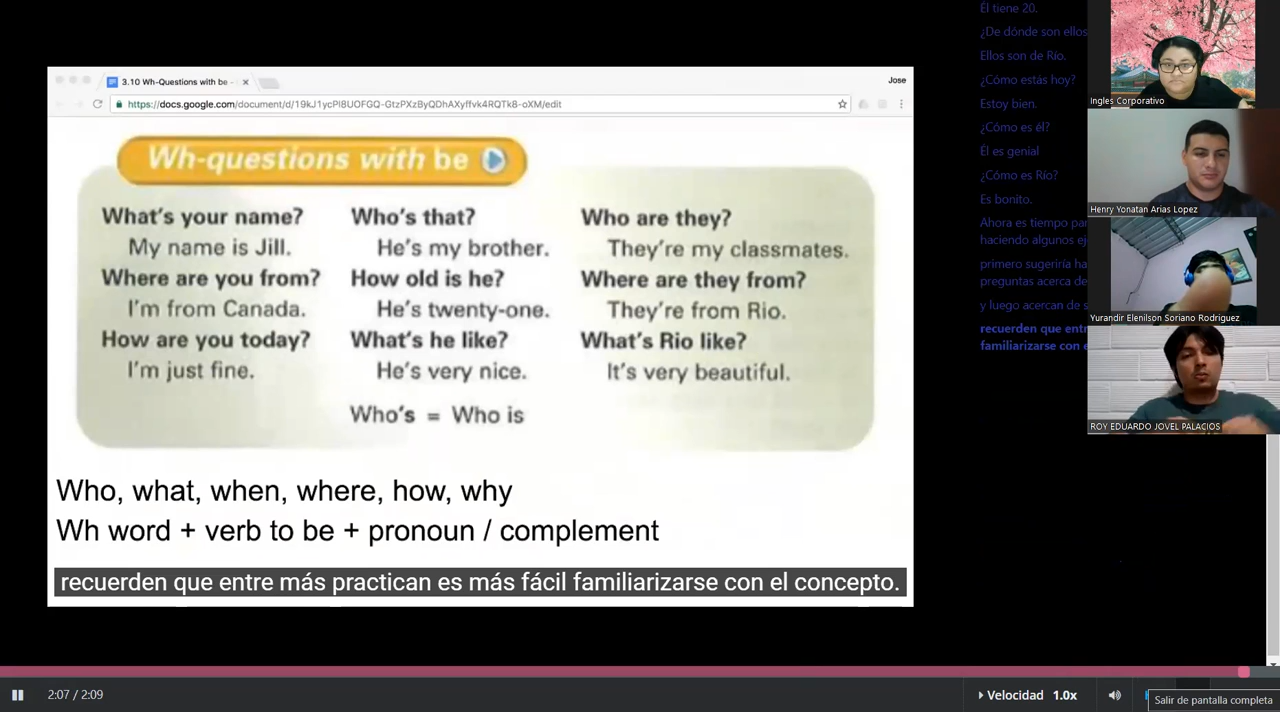 3.10 Wh-Questions with be -
Jose
https://docs.google.com/document/d/19kJ1ycPI8UOFGQ-GtzPXzByQDhAXyffvk4RQTk8-oXM/edit
Wh-questions with be
What's your name?
My name is Jill.
Where are you from?
I'm from Canada.
How are you today?
I'm just fine.
Who's that?
He's my brother.
How old is he?
He's twenty-one.
What's he like?
He's very nice.
Who's = Who is
Who are they?
They're my classmates.
Where are they from?
They're from Rio.
What's Rio like?
It's very beautiful.
Who, what, when, where, how, why
Wh word + verb to be + pronoun / complement
recuerden que entre más practican es más fácil familiarizarse con el concepto.
Él tiene 20.
¿De dónde son ellos
Ellos son de Río.
¿Cómo estás hoy?
Estoy bien.
¿Cómo es él?
Él es genial
¿Cómo es Río?
Es bonito.
Ahora es tiempo par
haciendo algunos ej
primero sugeriría ha
preguntas acerca de
y luego acercan de s
recuerden que entr
familiarizarse con e
Ingles Corporativo
Henry Yonatan Arias Lopez
Yurandir Elenilson Soriano Rodriguez
ROY EDUARDO JOVEL PALACIOS
2:07 / 2:09
Velocidad 1.0x
Salir de pantalla completa